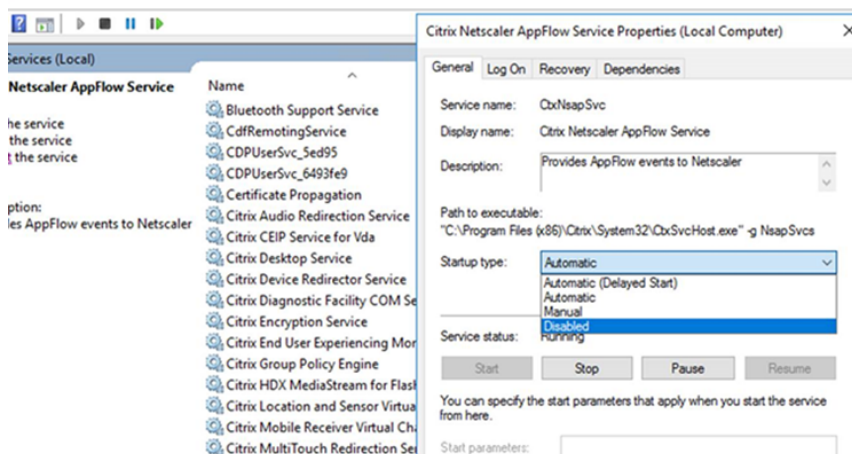 Services (Local)
Netscaler AppFlow Service
he service
the service
the service
ption:
les AppFlow events to Netscaler
Name
Bluetooth Support Service
CdfRemotingService
CDPUserSvc_5ed95
CDPUserSvc_6493fe9
Certificate Propagation
Citrix Audio Redirection Service
Citrix CEIP Service for Vda
Citrix Desktop Service
Citrix Device Redirector Service
Citrix Diagnostic Facility COM Se
Citrix Encryption Service
Citrix End User Experiencing Mor
Citrix Group Policy Engine
Citrix HDX MediaStream for Flash
Citrix Location and Sensor Virtua
Citrix Mobile Receiver Virtual Cha
Citrix MultiTouch Redirection Ser
Citrix Netscaler AppFlow Service Properties (Local Computer)
General Log On Recovery Dependencies
Service name: CtxNsapSvc
Display name: Citrix Netscaler AppFlow Service
Description: Provides AppFlow events to Netscaler
Path to executable:
"C:\Program Files (x86)\Citrix\System32\CtxSvcHost.exe" -g NsapSvcs
Startup type: Automatic
Automatic (Delayed Start)
Automatic
Manual
Disabled
Service status: Running
Start Stop Pause Resume
You can specify the start parameters that apply when you start the service
from here.
Start parameters: